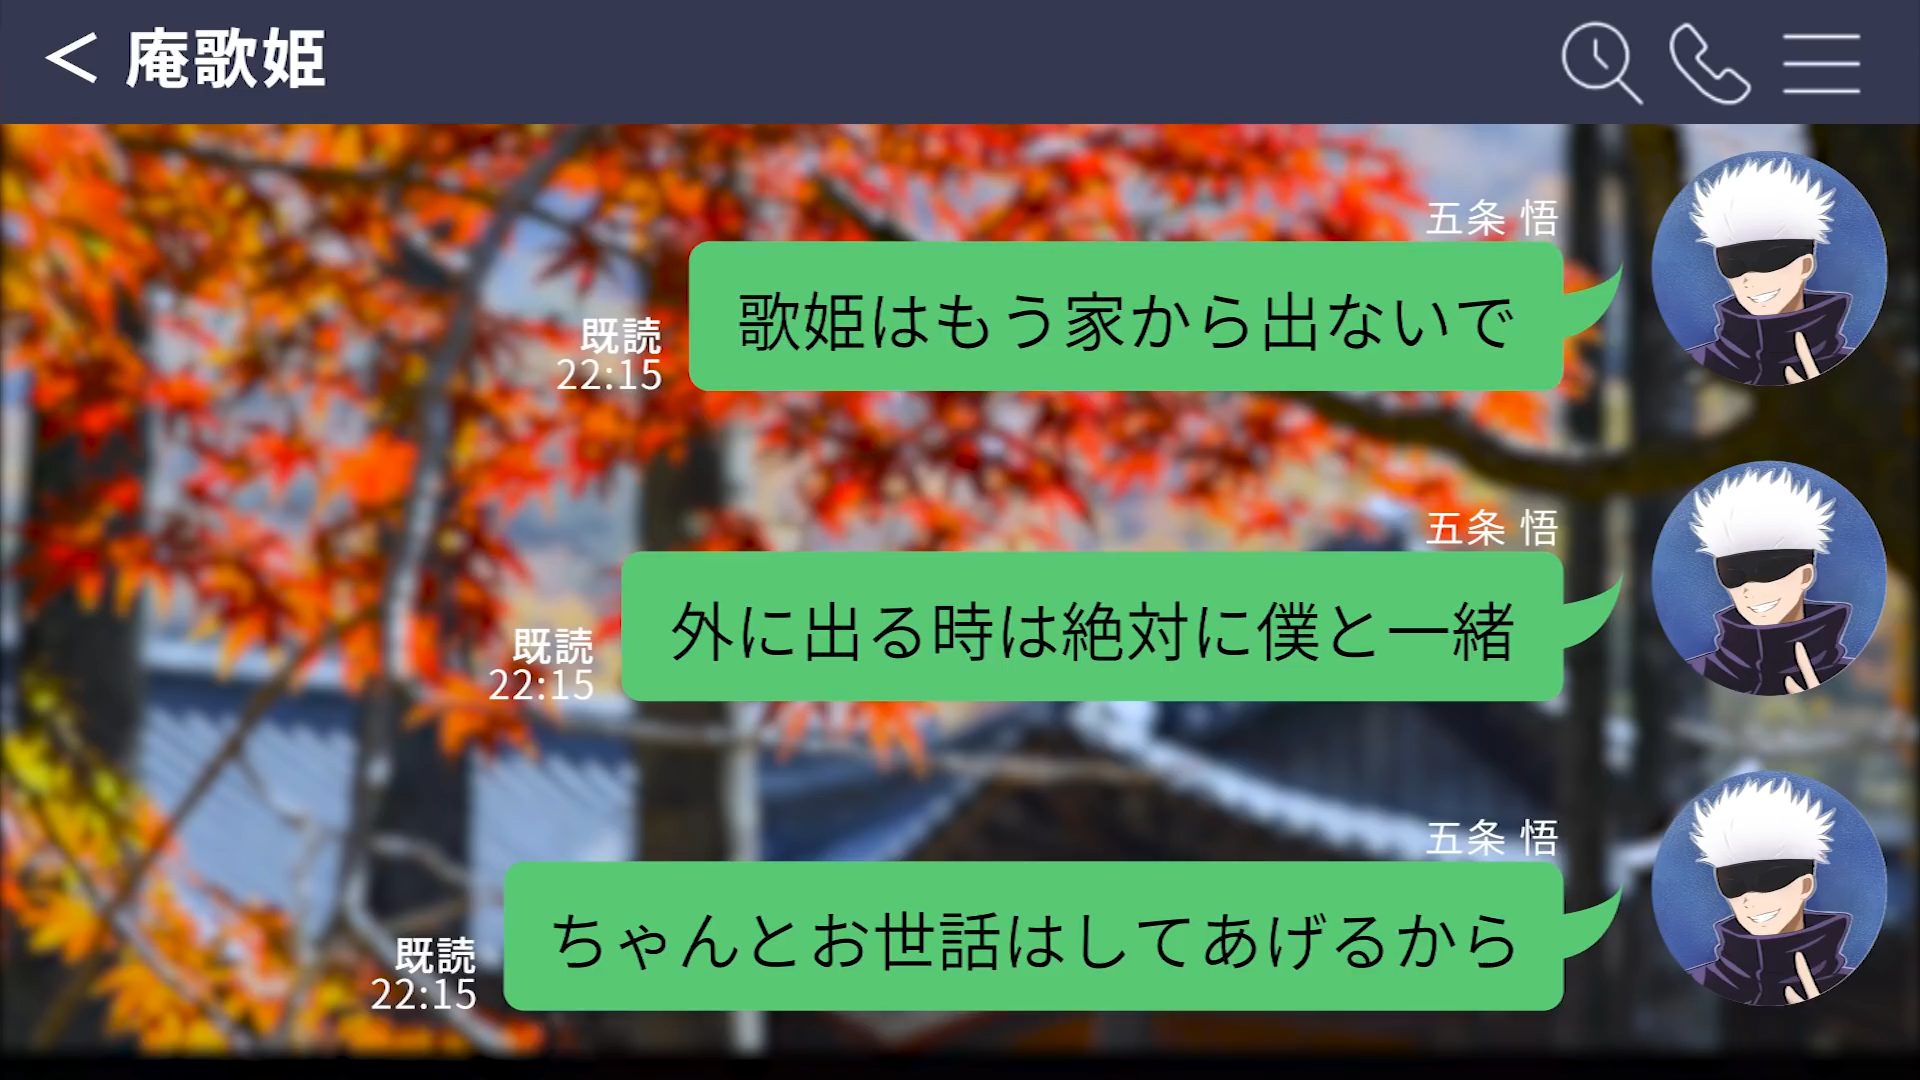 庵歌姫
五条 悟
歌姫はもう家から出ないで
既読
22:15
五条 悟
外に出る時は絶対に僕と一緒
既読
22:15
五条 悟
ちゃんとお世話はしてあげるから
既読
22:15